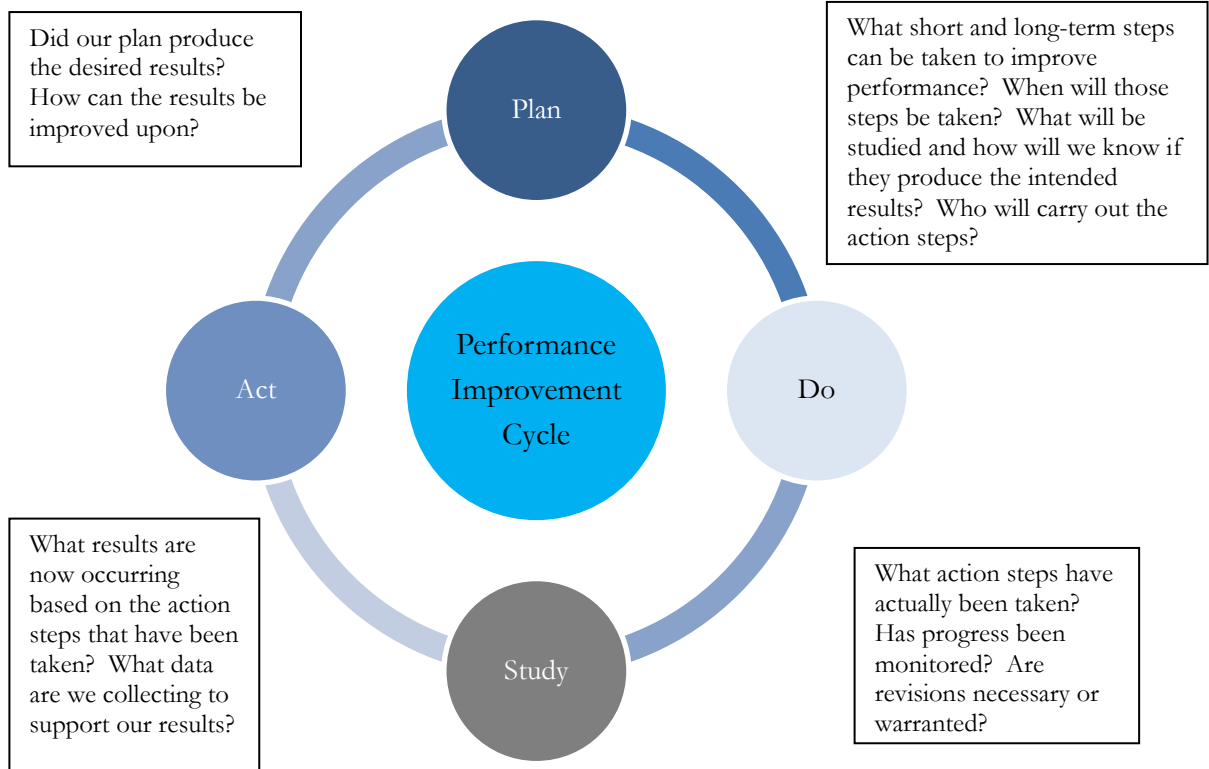 Did our plan produce
the desired results?
How can the results be
improved upon?
Plan
What short and long-term steps
can be taken to improve
performance?  When will those
steps be taken?  What will be
studied and how will we know if
they produce the intended
results?  Who will carry out the
action steps?
Act
Performance
Improvement
Cycle
Do
What results are
now occurring
based on the action
steps that have been
taken?  What data
are we collecting to
support our results?
Study
What action steps have
actually been taken?
Has progress been
monitored?  Are
revisions necessary or
warranted?